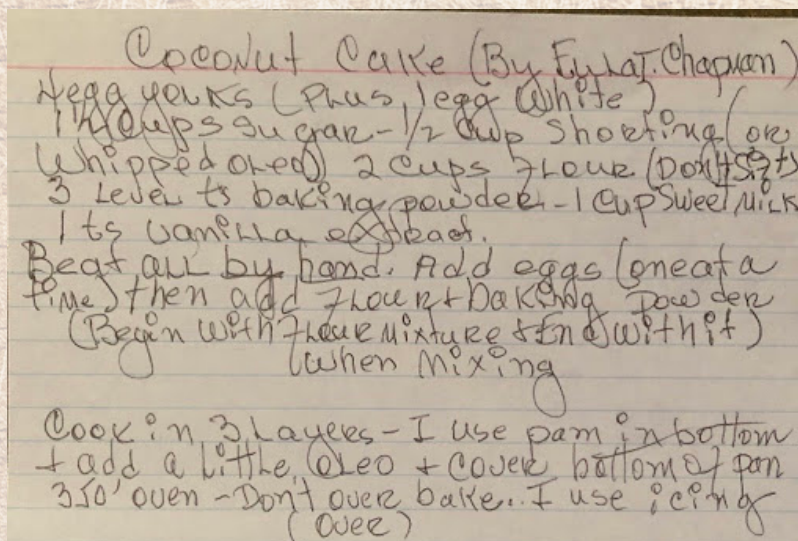 Coconut Cake (By Eula T. Chapman)
4 egg yolks (Plus 1 egg white)
1 1/2 cups sugar - 1/2 cup shorting (or
whipped oleo) 2 cups flour (Don't Sift)
3 Level ts baking powder - 1 cup sweet milk
1 ts vanilla extract.
Beat all by hand. Add eggs (one at a
time) then add flour + baking powder
(Begin with flour mixture + End with it)
(when mixing
Cook in 3 Layers - I use pam in bottom
+ add a little oleo + cover bottom of pan
350° oven - Don't over bake.. I use icing
(over)